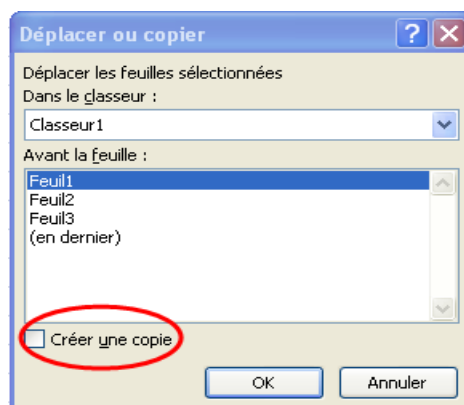 Déplacer ou copier
Déplacer les feuilles sélectionnées
Dans le classeur :
Classeur1
Avant la feuille :
Feuil1
Feuil2
Feuil3
(en dernier)
Créer une copie
OK Annuler